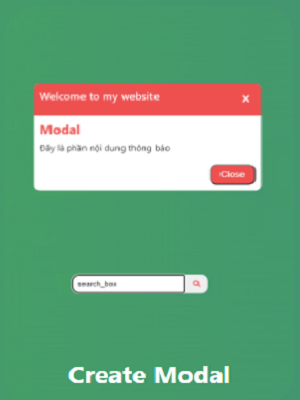 Welcome to my website
X
Modal
Đây là phần nội dung thông báo
Close
search_box
Create Modal